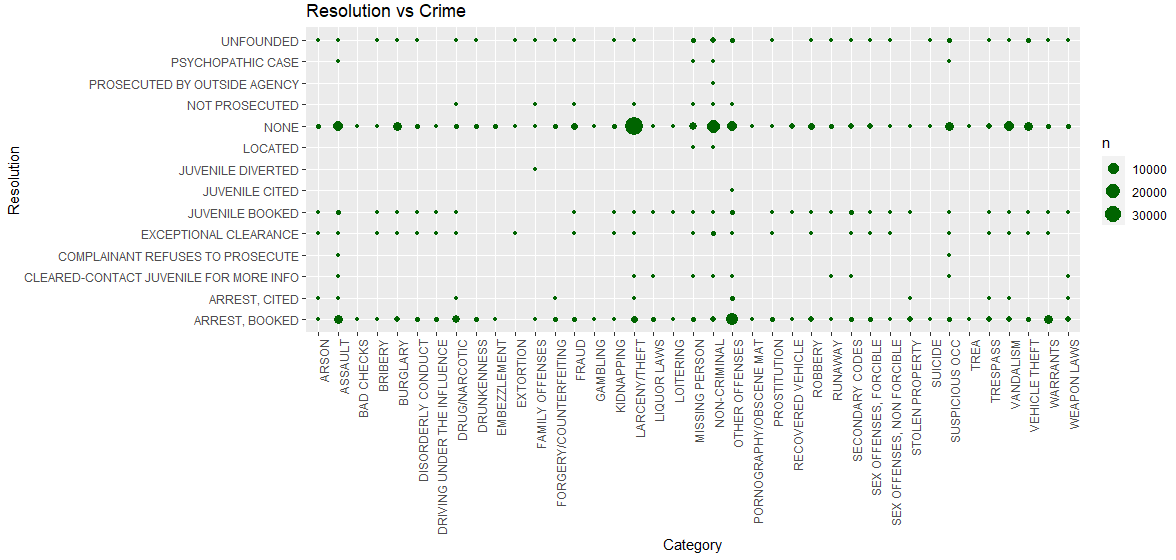 Resolution vs Crime
Resolution
UNFOUNDED
PSYCHOPATHIC CASE
PROSECUTED BY OUTSIDE AGENCY
NOT PROSECUTED
NONE
LOCATED
JUVENILE DIVERTED
JUVENILE CITED
JUVENILE BOOKED
EXCEPTIONAL CLEARANCE
COMPLAINANT REFUSES TO PROSECUTE
CLEARED-CONTACT JUVENILE FOR MORE INFO
ARREST, CITED
ARREST, BOOKED
n
10000
20000
30000
ARSON
ASSAULT
BAD CHECKS
BRIBERY
BURGLARY
DISORDERLY CONDUCT
DRIVING UNDER THE INFLUENCE
DRUG/NARCOTIC
DRUNKENNESS
EMBEZZLEMENT
EXTORTION
FAMILY OFFENSES
FORGERY/COUNTERFEITING
FRAUD
GAMBLING
KIDNAPPING
LARCENY/THEFT
LIQUOR LAWS
LOITERING
MISSING PERSON
NON-CRIMINAL
OTHER OFFENSES
PORNOGRAPHY/OBSCENE MAT
PROSTITUTION
RECOVERED VEHICLE
ROBBERY
RUNAWAY
SECONDARY CODES
SEX OFFENSES, FORCIBLE
SEX OFFENSES, NON FORCIBLE
STOLEN PROPERTY
SUICIDE
SUSPICIOUS OCC
TREA
TRESPASS
VANDALISM
VEHICLE THEFT
WARRANTS
WEAPON LAWS
Category